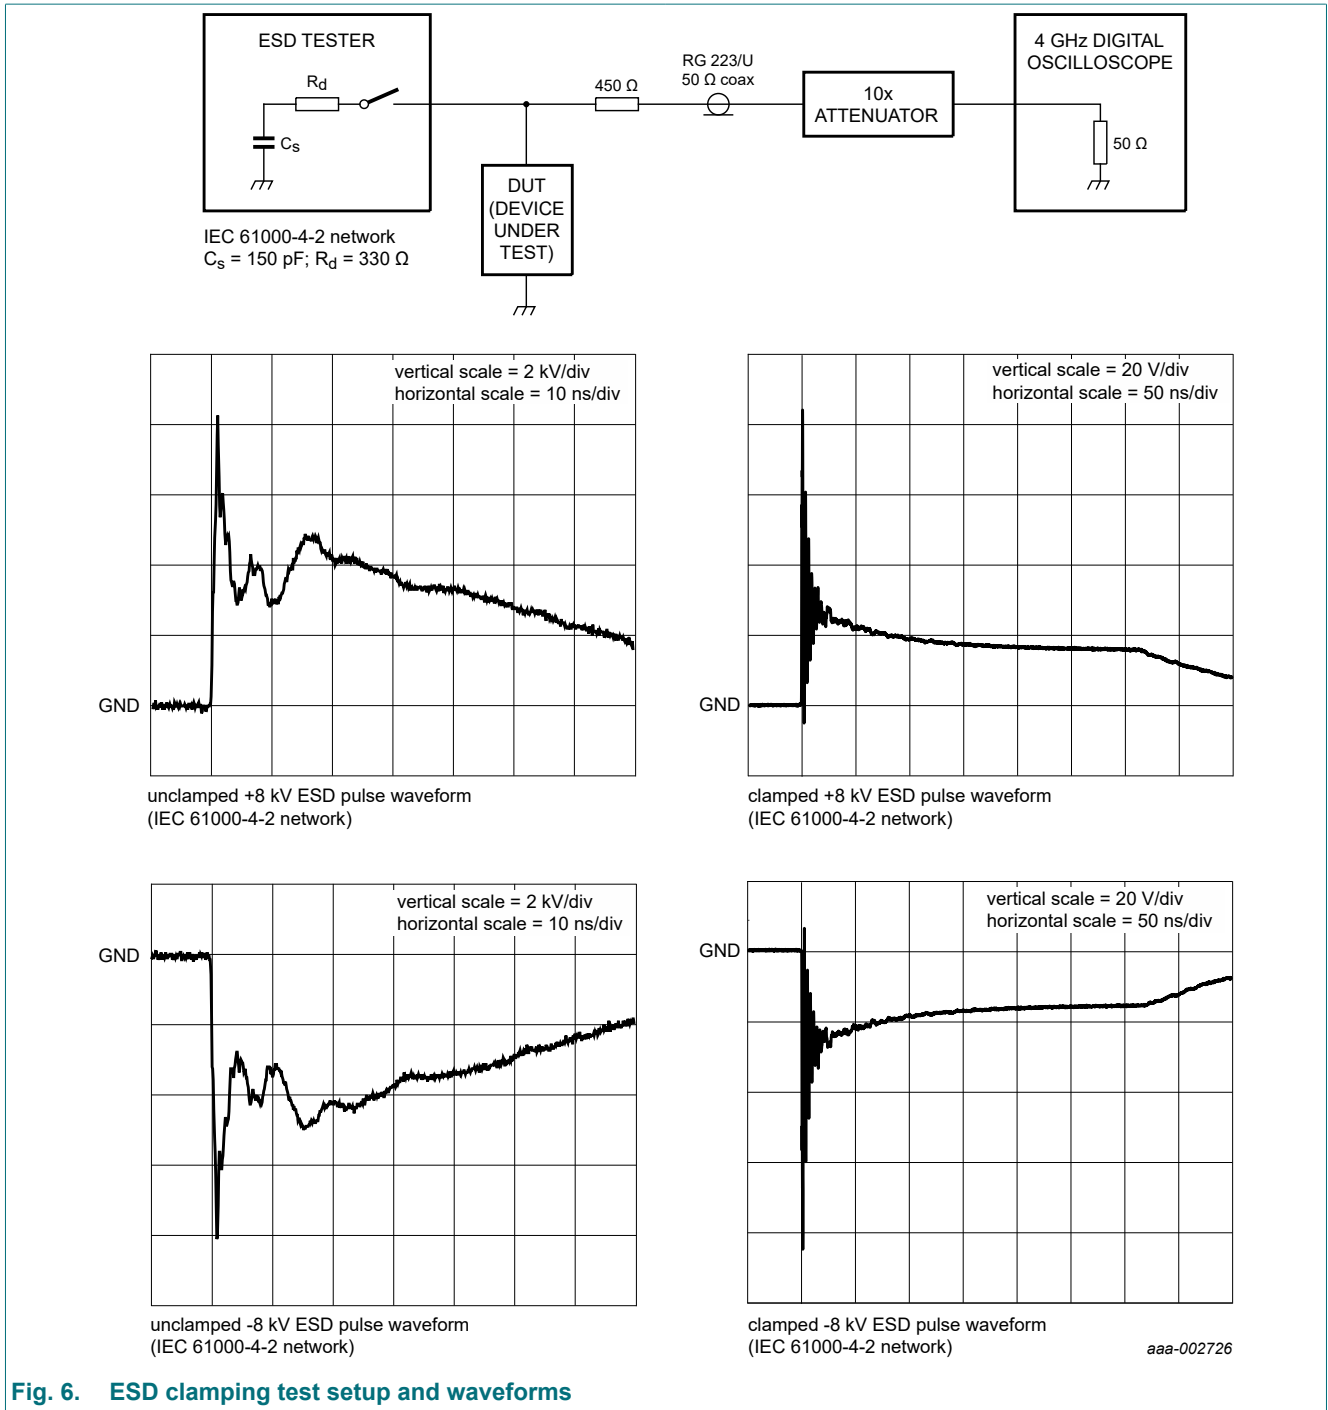 ESD TESTER
Rd
Cs
IEC 61000-4-2 network
Cs = 150 pF; Rd = 330 Ω
DUT
(DEVICE
UNDER
TEST)
450 Ω
RG 223/U
50 Ω coax
10x
ATTENUATOR
4 GHz DIGITAL
OSCILLOSCOPE
50 Ω
vertical scale = 2 kV/div
horizontal scale = 10 ns/div
GND
unclamped +8 kV ESD pulse waveform
(IEC 61000-4-2 network)
vertical scale = 20 V/div
horizontal scale = 50 ns/div
GND
clamped +8 kV ESD pulse waveform
(IEC 61000-4-2 network)
vertical scale = 2 kV/div
horizontal scale = 10 ns/div
GND
unclamped -8 kV ESD pulse waveform
(IEC 61000-4-2 network)
vertical scale = 20 V/div
horizontal scale = 50 ns/div
GND
clamped -8 kV ESD pulse waveform
(IEC 61000-4-2 network)
aaa-002726
Fig. 6. ESD clamping test setup and waveforms